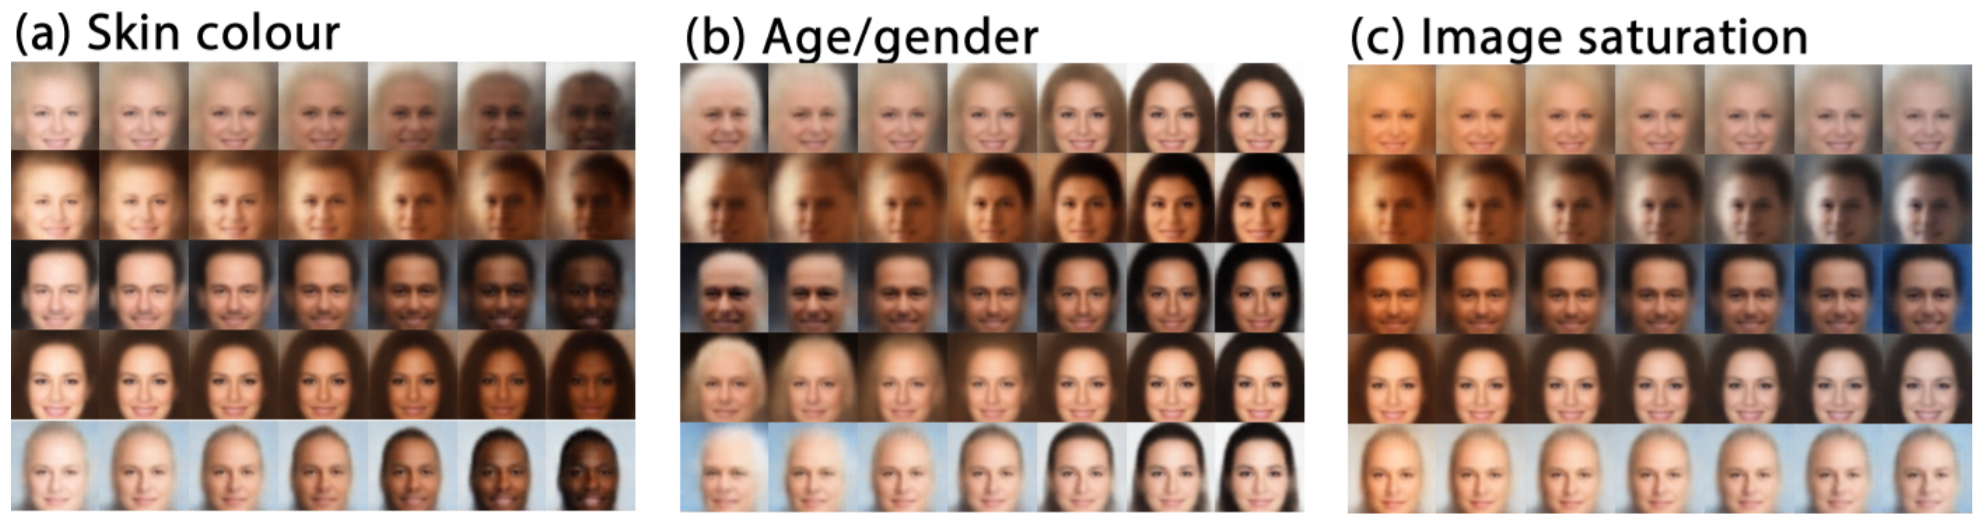 (a) Skin colour
(b) Age/gender
(c) Image saturation